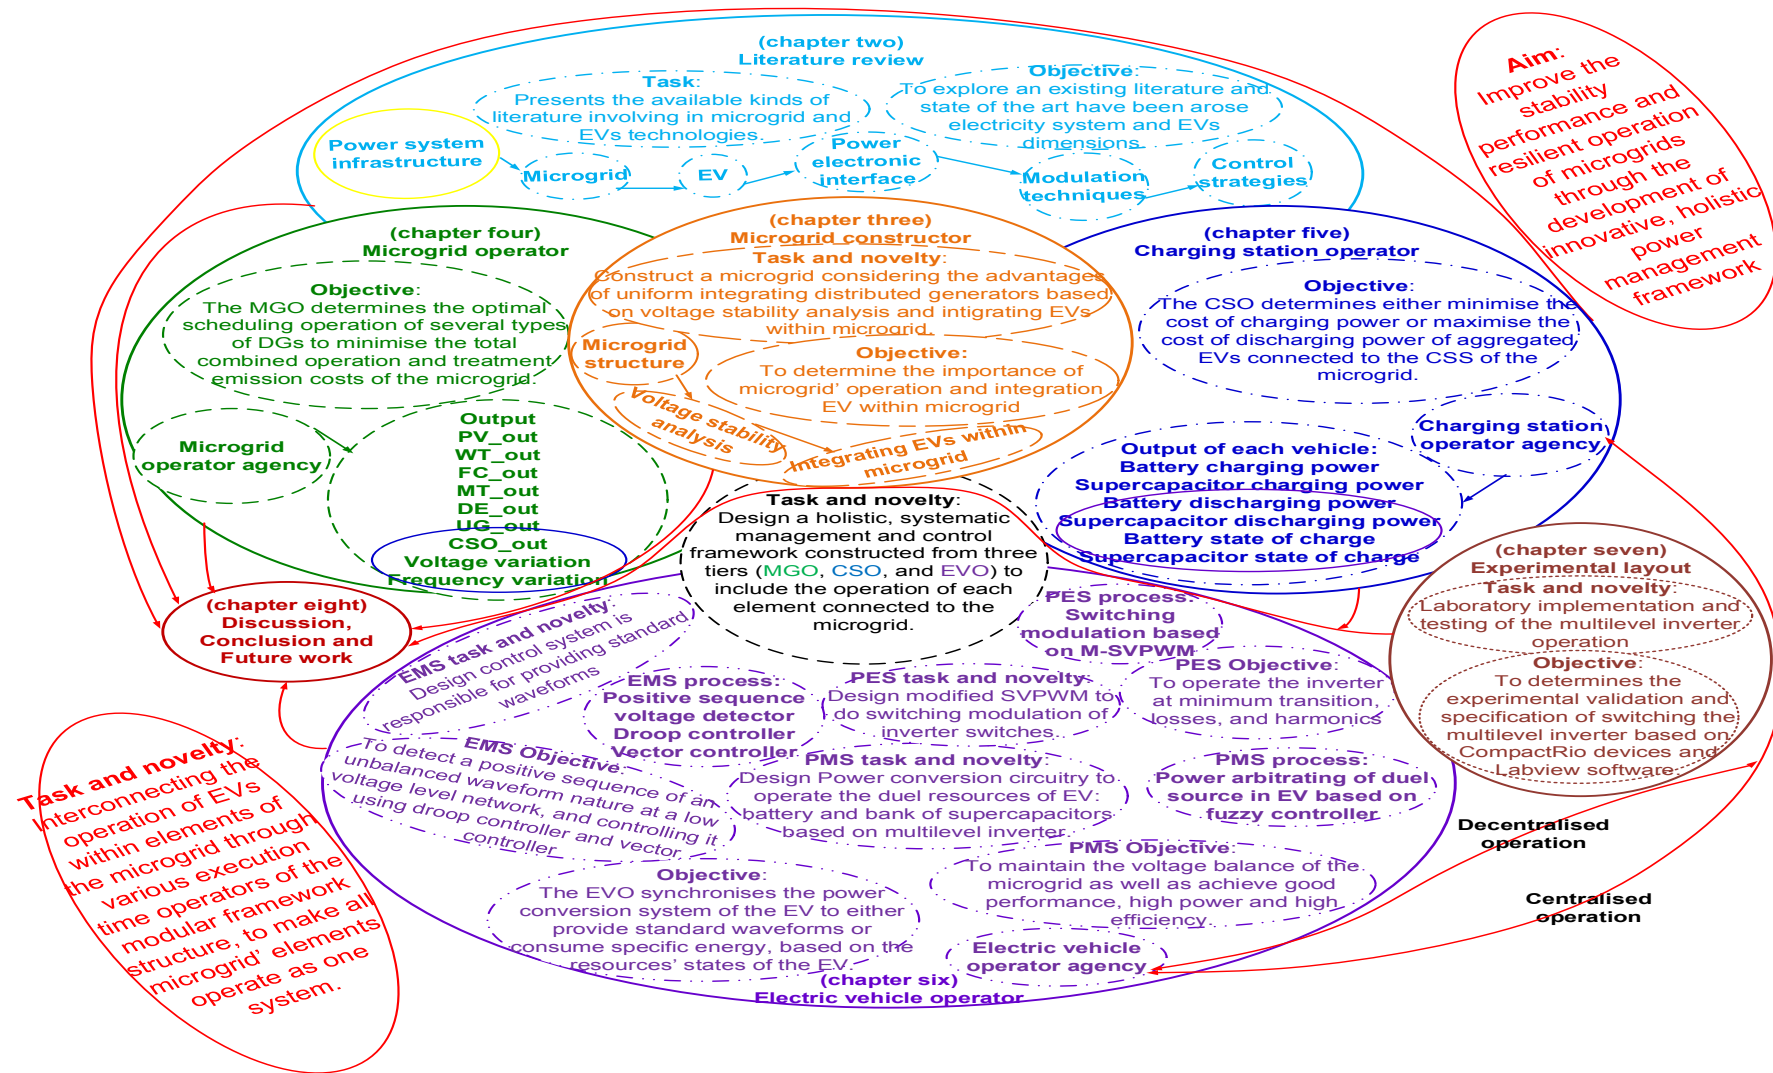 (chapter two)
Literature review
Task:
Presents the available kinds of
literature involving in microgrid and
EVs technologies.
Objective:
To explore an existing literature and
state of the art have been arose
electricity system and EVs
dimensions
Power system
infrastructure
Microgrid
EV
Power
electronic
interface
Modulation
techniques
Control
strategies
Aim:
Improve the
stability
performance and
resilient operation
of microgrids
through the
development of
innovative, holistic
power
management
framework
(chapter four)
Microgrid operator
Objective:
The MGO determines the optimal
scheduling operation of several types
of DGs to minimise the total
combined operation and treatment
emission costs of the microgrid.
Microgrid
operator agency
Output
PV_out
WT_out
FC_out
MT_out
DE_out
UG_out
CSO_out
Voltage variation
Frequency variation
(chapter three)
Microgrid constructor
Task and novelty:
Construct a microgrid considering the advantages
of uniform integrating distributed generators based
on voltage stability analysis and intigrating EVs
within microgrid.
Microgrid
structure
Objective:
To determine the importance of
microgrid' operation and integration
EV within microgrid
Voltage stability
analysis
Integrating EVs within
microgrid
(chapter five)
Charging station operator
Objective:
The CSO determines either minimise the
cost of charging power or maximise the
cost of discharging power of aggregated
EVs connected to the CSS of the
microgrid.
Charging station
operator agency
Output of each vehicle:
Battery charging power
Supercapacitor charging power
Battery discharging power
Supercapacitor discharging power
Battery state of charge
Supercapacitor state of charge
Task and novelty:
Design a holistic, systematic
management and control
framework constructed from three
tiers (MGO, CSO, and EVO) to
include the operation of each
element connected to the
microgrid.
(chapter eight)
Discussion,
Conclusion and
Future work
(chapter seven)
Experimental layout
Task and novelty:
Laboratory implementation and
testing of the multilevel inverter
operation
Objective:
To determines the
experimental validation and
specification of switching the
multilevel inverter based on
CompactRio devices and
Labview software.
EMS task and novelty:
Design control system is
responsible for providing standard
waveforms
EMS process:
Positive sequence
voltage detector
Droop controller
Vector controller
PES task and novelty:
Design modified SVPWM to
do switching modulation of
inverter switches.
PES process:
Switching
modulation based
on M-SVPWM
PES Objective:
To operate the inverter
at minimum transition,
losses, and harmonics
EMS Objective:
To detect a positive sequence of an
unbalanced waveform nature at a low
voltage level network, and controlling it
using droop controller and vector
controller
PMS task and novelty:
Design Power conversion circuitry to
operate the duel resources of EV:
battery and bank of supercapacitors
based on multilevel inverter.
PMS process:
Power arbitrating of duel
source in EV based on
fuzzy controller
Objective:
The EVO synchronises the power
conversion system of the EV to either
provide standard waveforms or
consume specific energy, based on the
resources' states of the EV.
PMS Objective:
To maintain the voltage balance of the
microgrid as well as achieve good
performance, high power and high
efficiency.
Electric vehicle
operator agency
(chapter six)
Electric vehicle operator
Decentralised
operation
Centralised
operation
Task and novelty:
Interconnecting the
operation of EVs
within elements of
the microgrid through
various execution
time operators of the
modular framework
structure, to make all
microgrid' elements
operate as one
system.